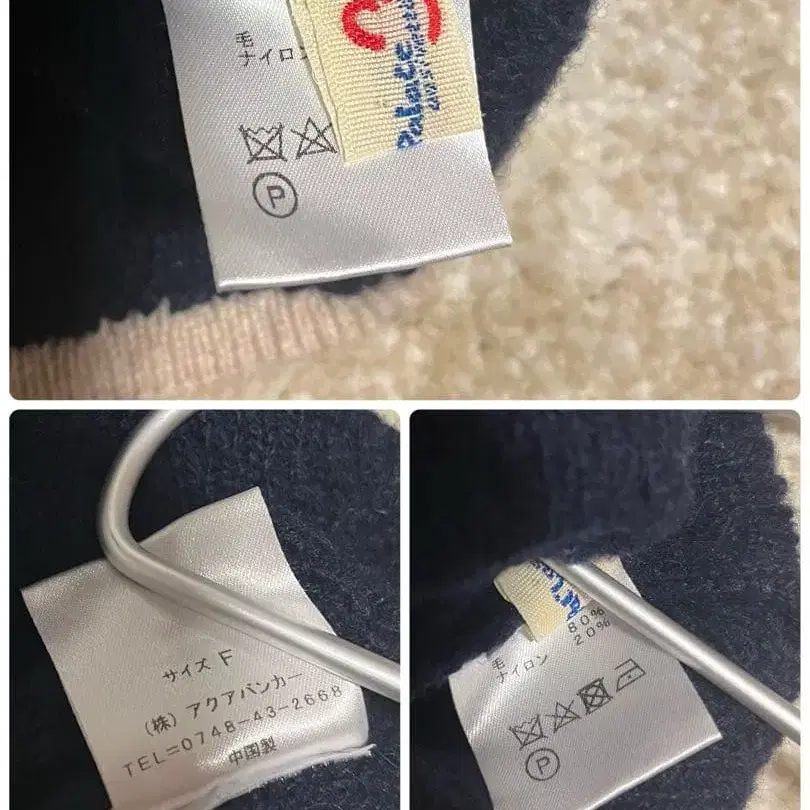 毛
ナイロン
Palace
P
サイズ F
(株) アクアバンカー
TEL=0748-43-2668
中国製
毛 80%
ナイロン 20%
P